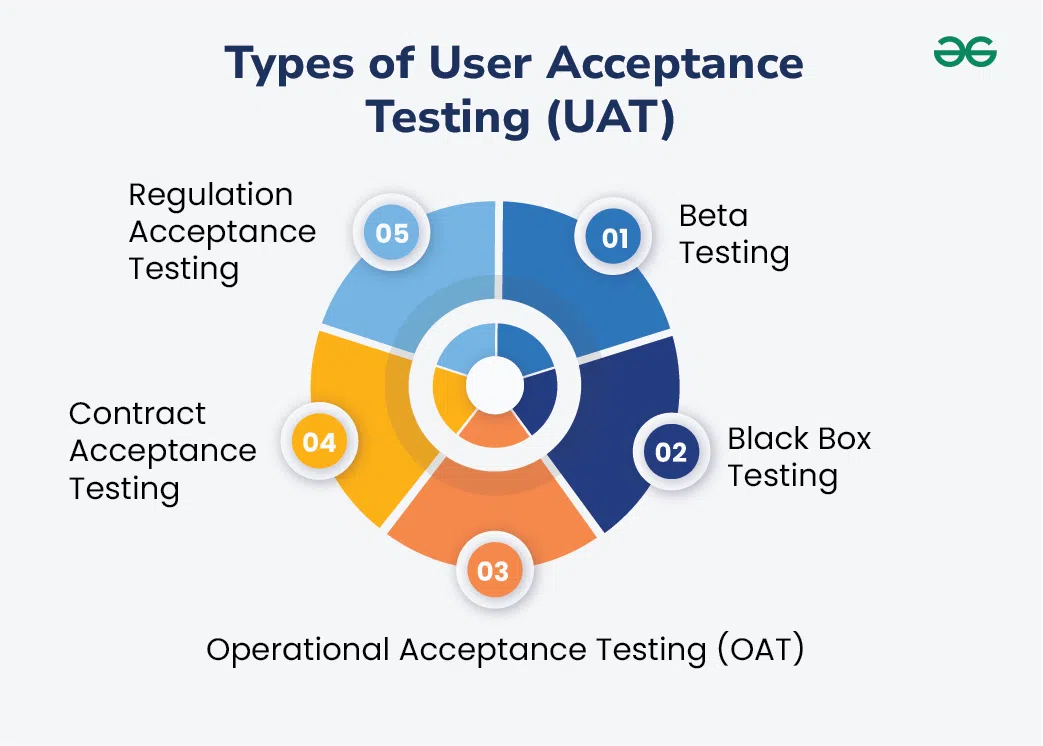 Types of User Acceptance
Testing (UAT)
01
Beta
Testing
02
Black Box
Testing
03
Operational Acceptance Testing (OAT)
04
Contract
Acceptance
Testing
05
Regulation
Acceptance
Testing